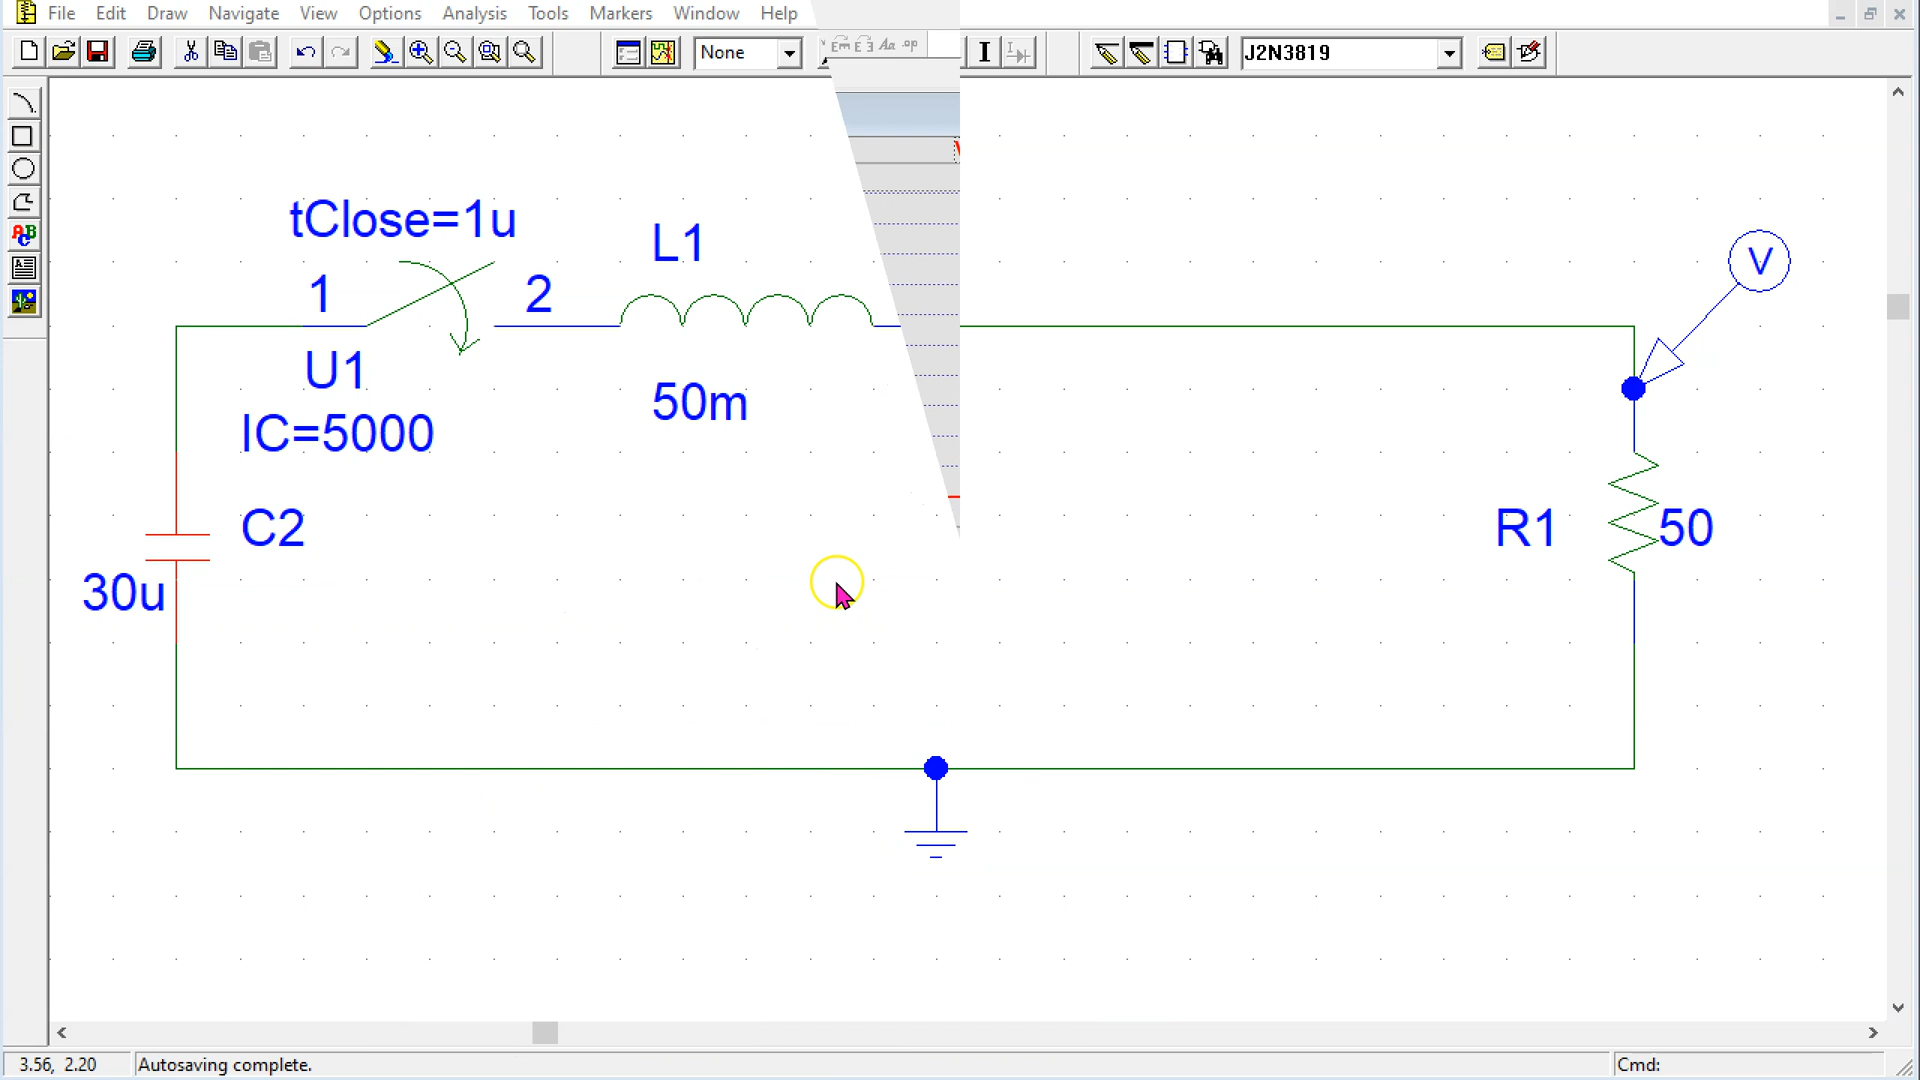 File Edit Draw Navigate View Options Analysis Tools Markers Window Help
None
J2N3819
tClose=1u
L1
1
2
V
U1
50m
IC=5000
C2
R1
50
30u
3.56, 2.20 Autosaving complete. Cmd: